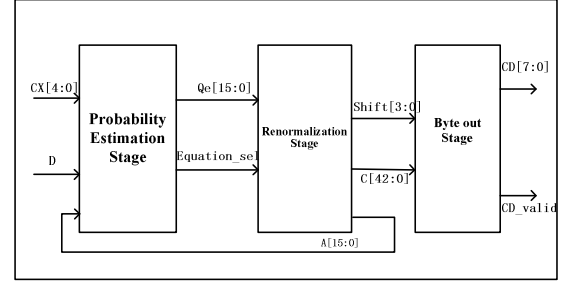 CX[4:0]
D
Probability
Estimation
Stage
Qe[15:0]
Equation_sel
Renormalization
Stage
Shift[3:0]
C[42:0]
A[15:0]
Byte out
Stage
CD[7:0]
CD_valid